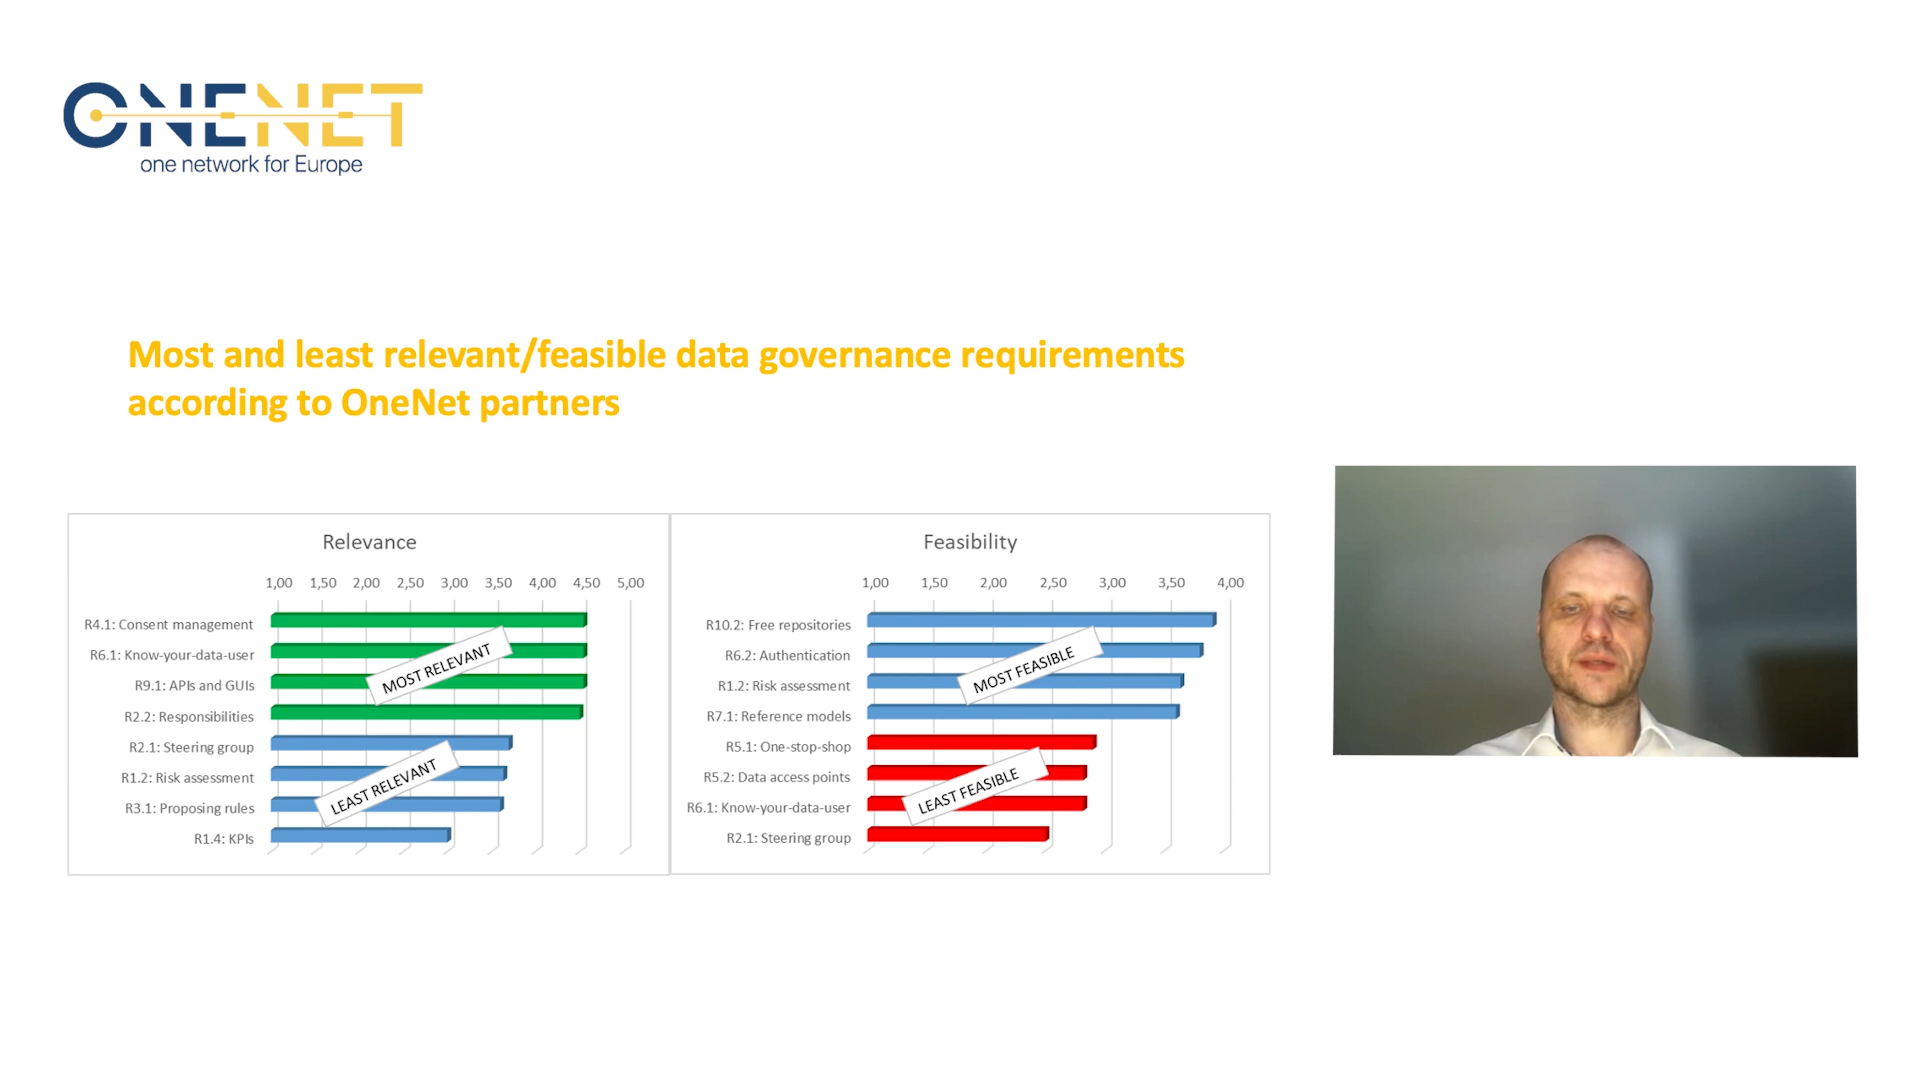 ONENET
one network for Europe
Most and least relevant/feasible data governance requirements
according to OneNet partners
Relevance
1,00 1,50 2,00 2,50 3,00 3,50 4,00 4,50 5,00
R4.1: Consent management
R6.1: Know-your-data-user
R9.1: APIs and GUIs
R2.2: Responsibilities
R2.1: Steering group
R1.2: Risk assessment
R3.1: Proposing rules
R1.4: KPIs
MOST RELEVANT
LEAST RELEVANT
Feasibility
1,00 1,50 2,00 2,50 3,00 3,50 4,00
R10.2: Free repositories
R6.2: Authentication
R1.2: Risk assessment
R7.1: Reference models
R5.1: One-stop-shop
R5.2: Data access points
R6.1: Know-your-data-user
R2.1: Steering group
MOST FEASIBLE
LEAST FEASIBLE